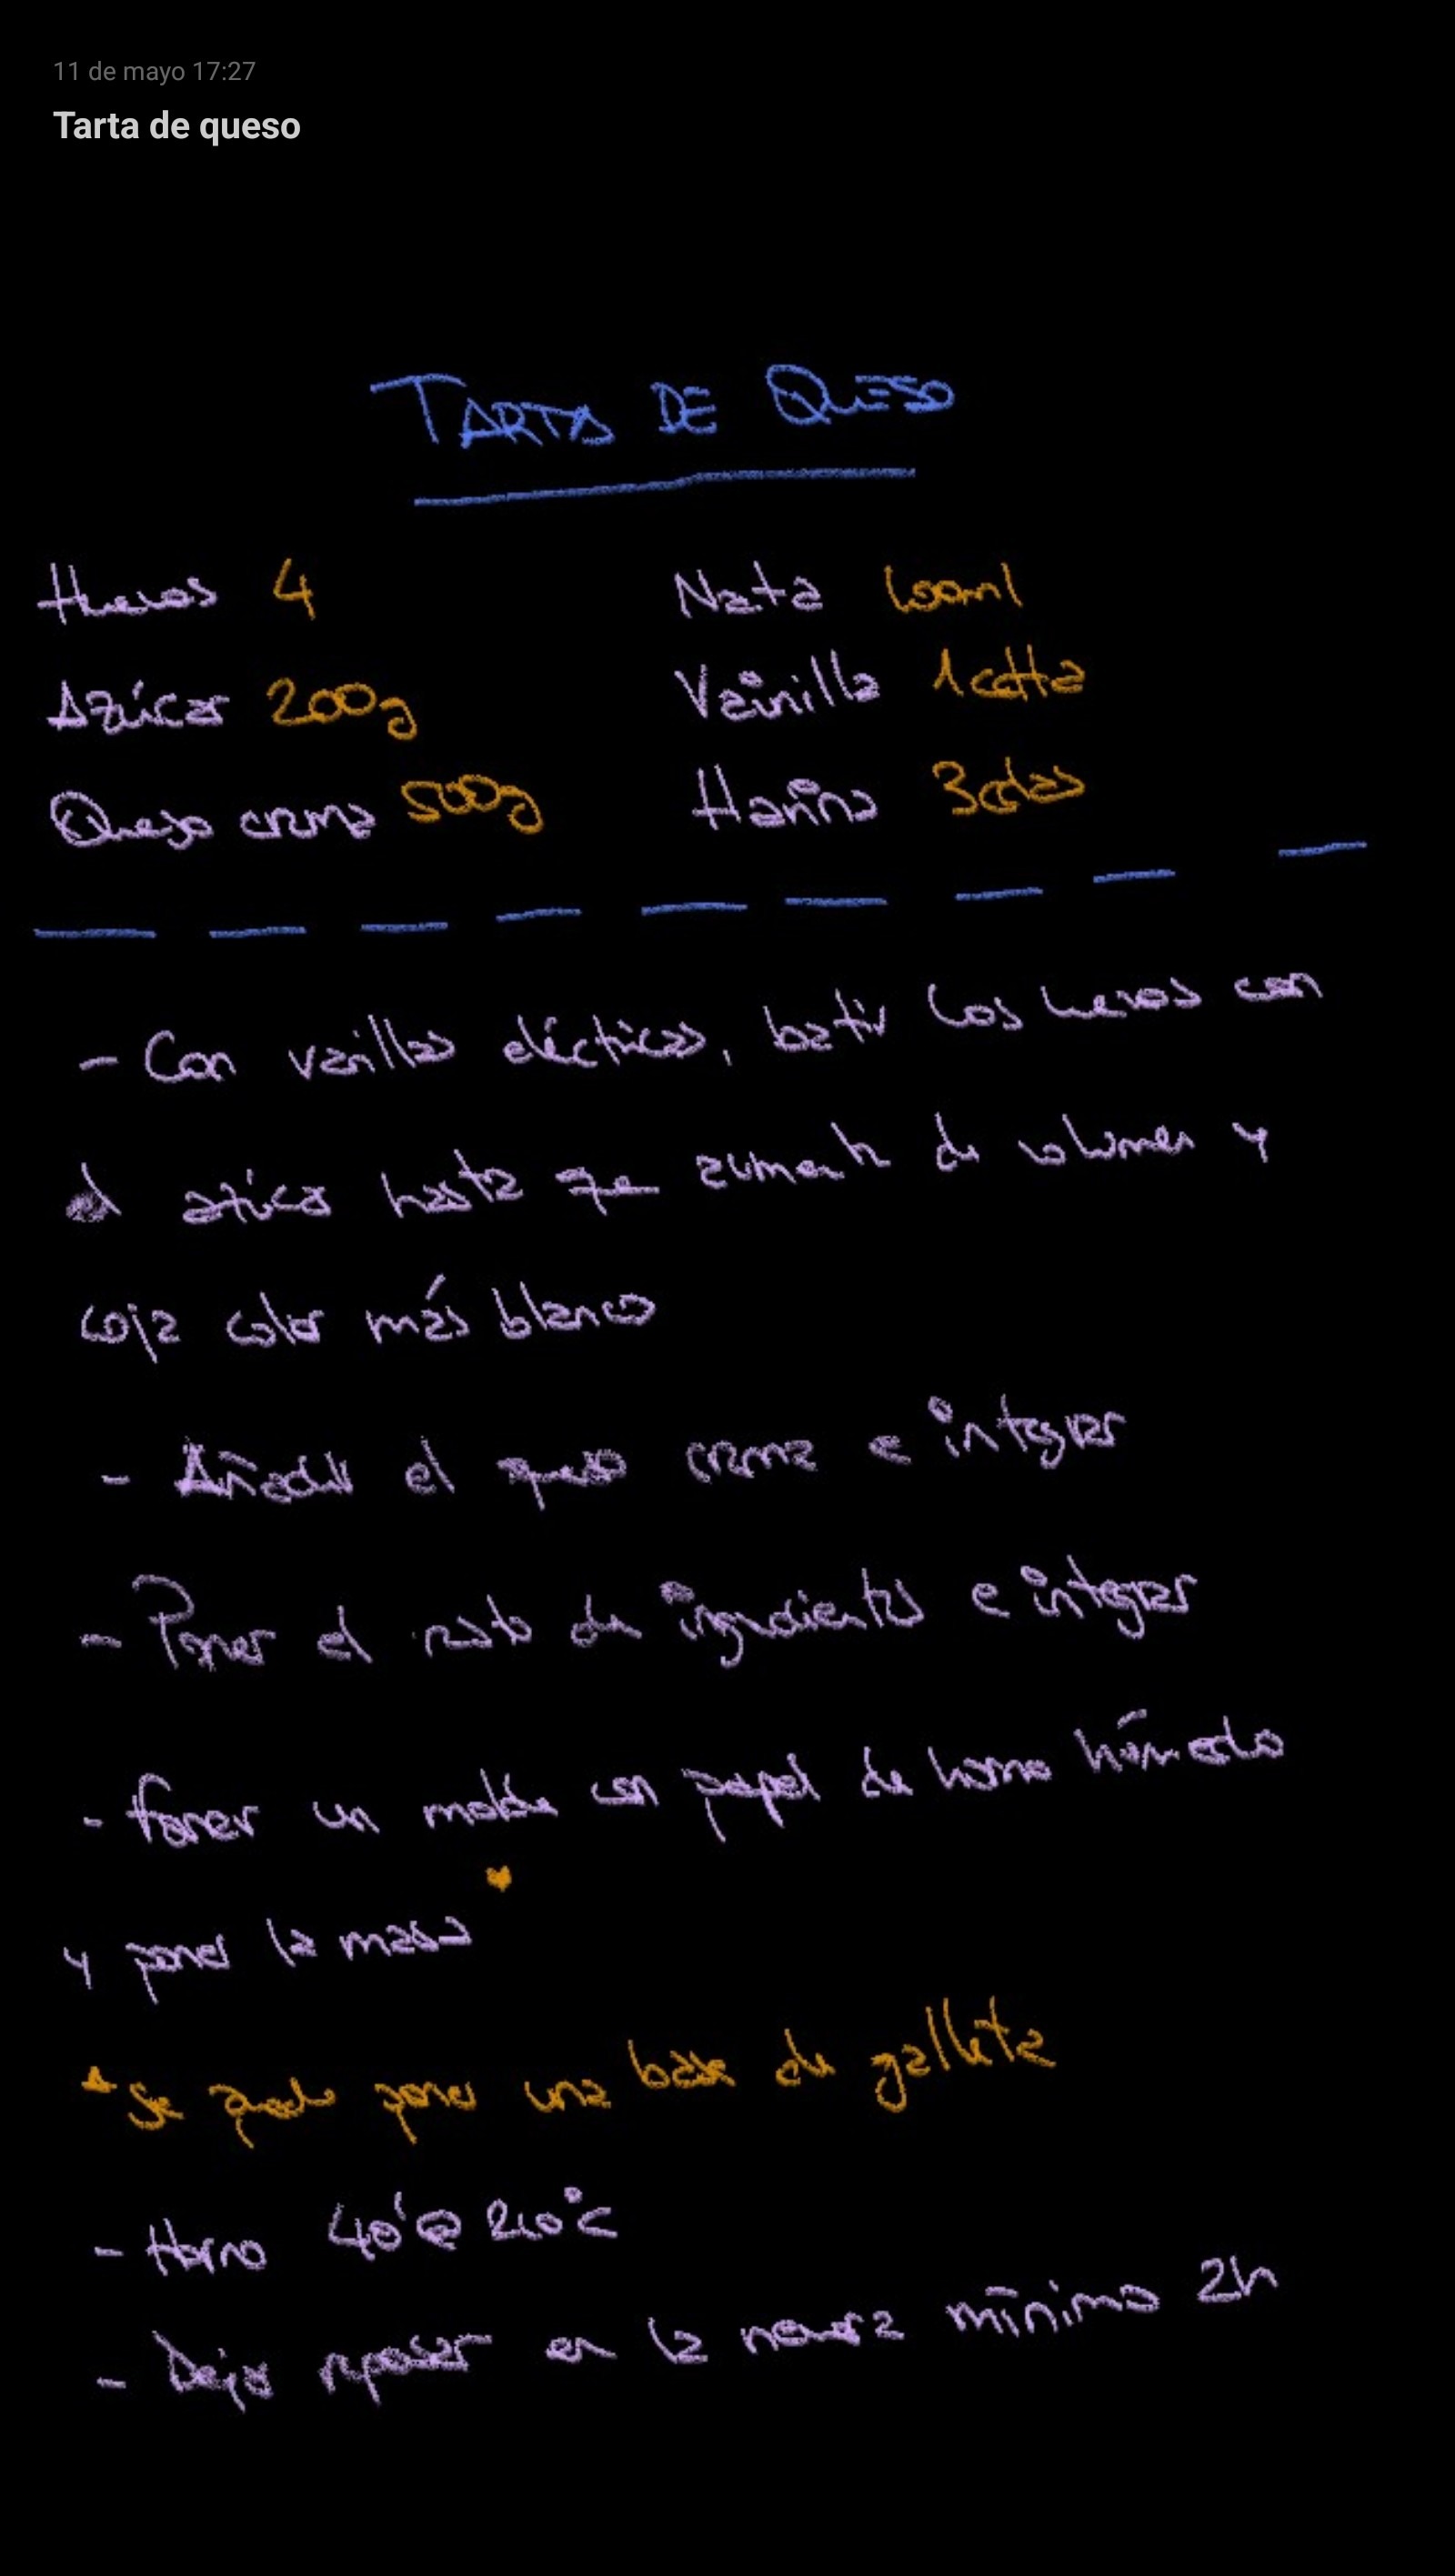 11 de mayo 17:27
Tarta de queso
TARTA DE QUESO
Huevos 4
Nata
Azúcar 200g
Vainilla 1cdtta
Queso crema 500g
Harina 3cdas
- Con varillas eléctricas, batir los huevos con
el azúcar hasta que aumente de volumen y
coja color más blanco
- Añadir el queso crema e integrar
- Poner el resto de ingredientes e integrar
- Forrar un molde con papel de horno húmedo
y poner la masa *
* Se puede poner una base de galleta
- Horno 40' @ 210°C
- Dejar reposar en la nevera mínimo 2h